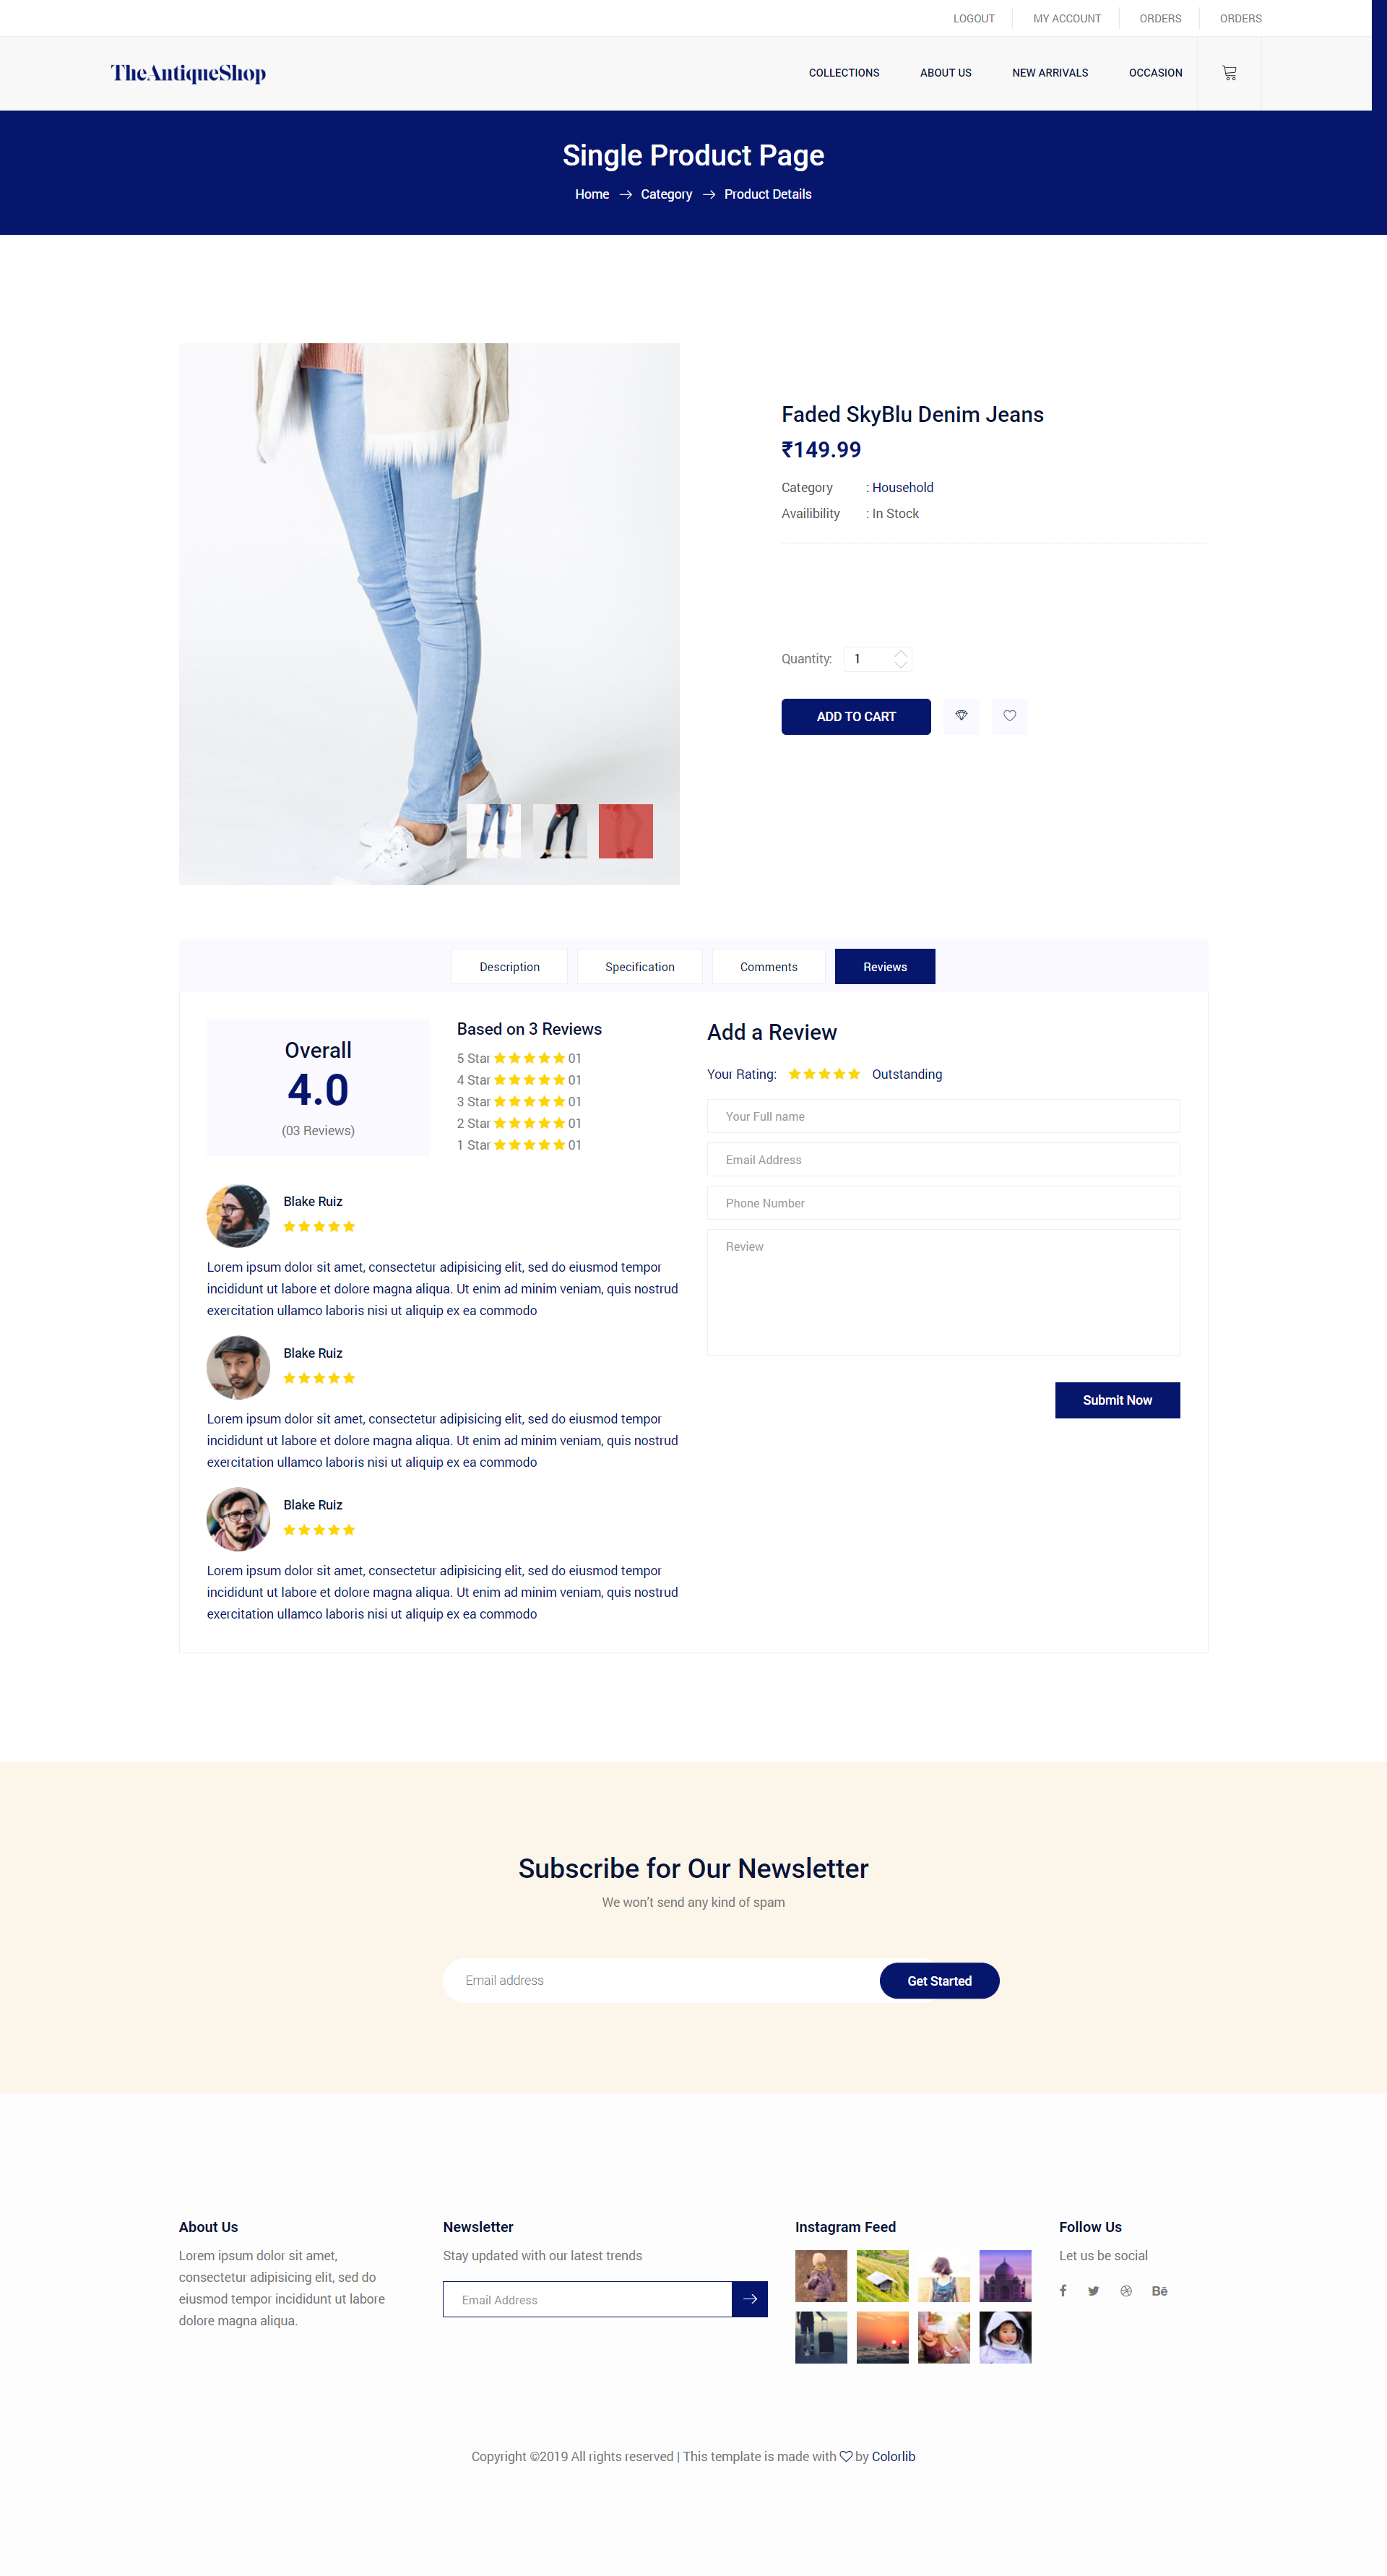 LOGOUT
MY ACCOUNT
ORDERS
ORDERS
TheAntiqueShop
COLLECTIONS
ABOUT US
NEW ARRIVALS
OCCASION
Single Product Page
Home → Category → Product Details
Faded SkyBlu Denim Jeans
₹149.99
Category : Household
Availibility : In Stock
Quantity: 1
ADD TO CART
Description
Specification
Comments
Reviews
Overall
4.0
(03 Reviews)
Based on 3 Reviews
5 Star 01
4 Star 01
3 Star 01
2 Star 01
1 Star 01
Blake Ruiz
Lorem ipsum dolor sit amet, consectetur adipisicing elit, sed do eiusmod tempor
incididunt ut labore et dolore magna aliqua. Ut enim ad minim veniam, quis nostrud
exercitation ullamco laboris nisi ut aliquip ex ea commodo
Blake Ruiz
Lorem ipsum dolor sit amet, consectetur adipisicing elit, sed do eiusmod tempor
incididunt ut labore et dolore magna aliqua. Ut enim ad minim veniam, quis nostrud
exercitation ullamco laboris nisi ut aliquip ex ea commodo
Blake Ruiz
Lorem ipsum dolor sit amet, consectetur adipisicing elit, sed do eiusmod tempor
incididunt ut labore et dolore magna aliqua. Ut enim ad minim veniam, quis nostrud
exercitation ullamco laboris nisi ut aliquip ex ea commodo
Add a Review
Your Rating: Outstanding
Your Full name
Email Address
Phone Number
Review
Submit Now
Subscribe for Our Newsletter
We won’t send any kind of spam
Email address
Get Started
About Us
Lorem ipsum dolor sit amet,
consectetur adipisicing elit, sed do
eiusmod tempor incididunt ut labore
dolore magna aliqua.
Newsletter
Stay updated with our latest trends
Email Address
Instagram Feed
Follow Us
Let us be social
Bē
Copyright ©2019 All rights reserved | This template is made with ♡ by Colorlib